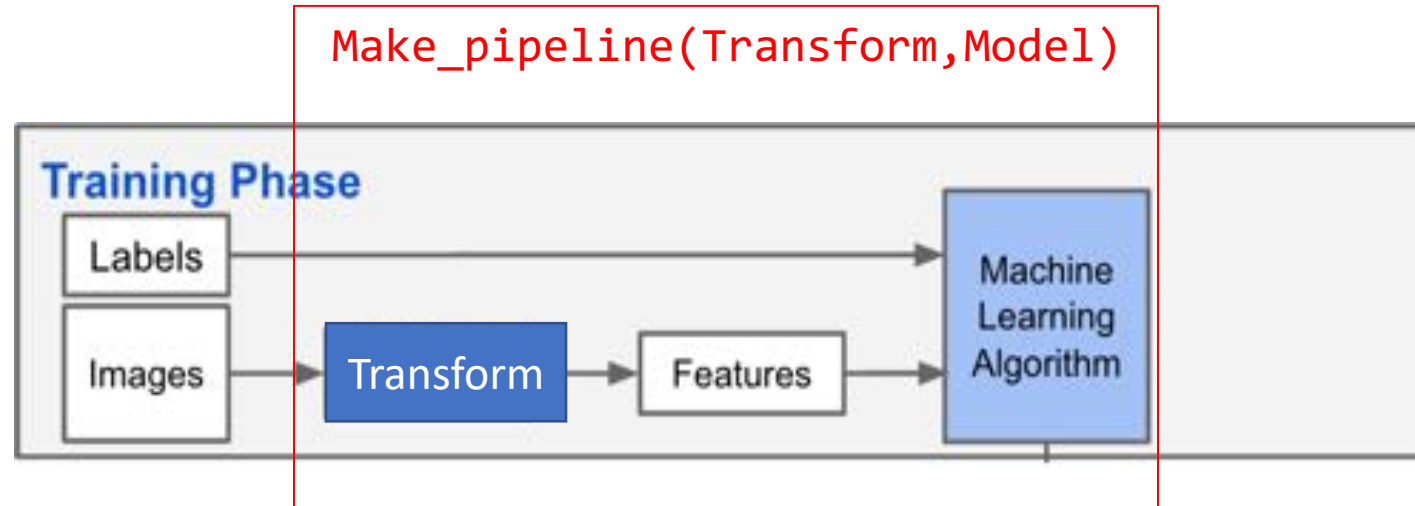 Make_pipeline(Transform,Model)
Training Phase
Labels
Images
Transform
Features
Machine
Learning
Algorithm